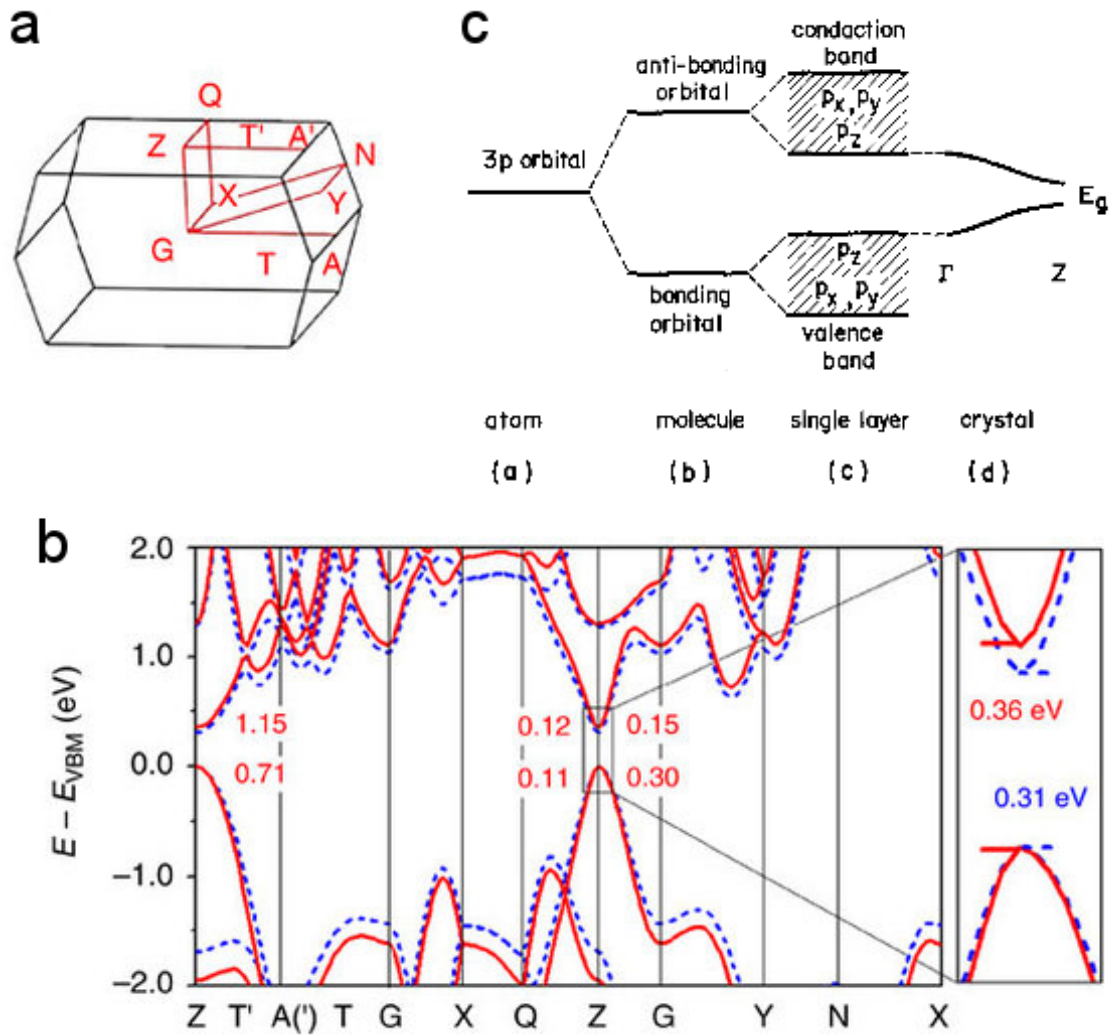 a
Q
Z
T'
A'
N
X
Y
G
T
A
c
condaction
band
anti-bonding
orbital
px, py
pz
3p orbital
Eg
pz
px, py
Γ
Z
bonding
orbital
valence
band
atom
molecule
single layer
crystal
(a)
(b)
(c)
(d)
b
E − EVBM (eV)
2.0
1.0
0.0
−1.0
−2.0
1.15
0.12
0.15
0.71
0.11
0.30
0.36 eV
0.31 eV
Z T' A(') T G X Q Z G Y N X